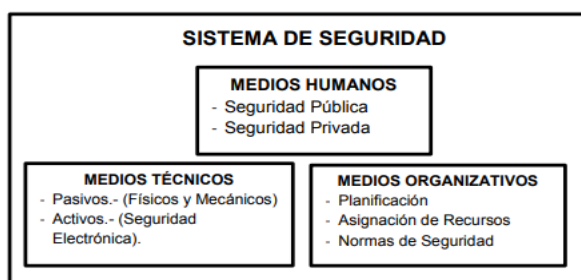 SISTEMA DE SEGURIDAD
MEDIOS HUMANOS
- Seguridad Pública
- Seguridad Privada
MEDIOS TÉCNICOS
- Pasivos.- (Físicos y Mecánicos)
- Activos.- (Seguridad
Electrónica).
MEDIOS ORGANIZATIVOS
- Planificación
- Asignación de Recursos
- Normas de Seguridad